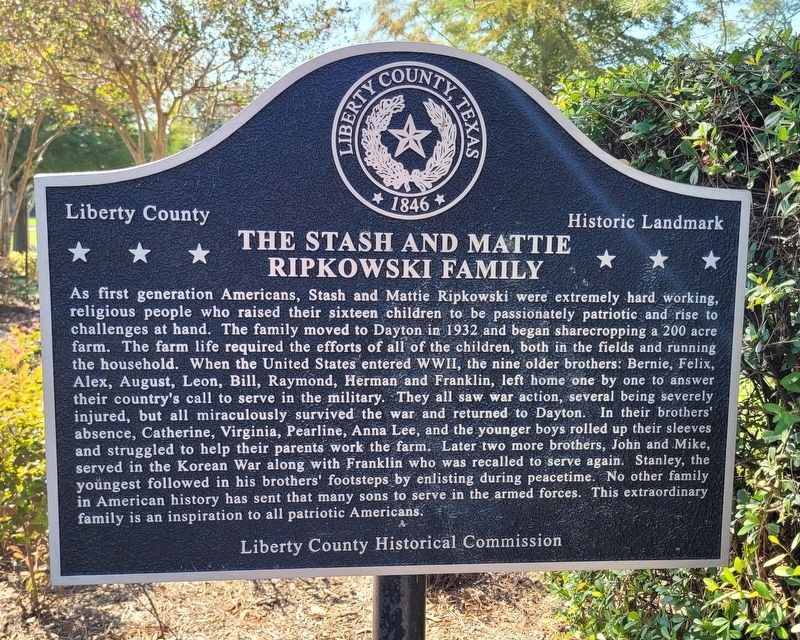 LIBERTY COUNTY, TEXAS
1846
Liberty County
Historic Landmark
THE STASH AND MATTIE
RIPKOWSKI FAMILY
As first generation Americans, Stash and Mattie Ripkowski were extremely hard working,
religious people who raised their sixteen children to be passionately patriotic and rise to
challenges at hand. The family moved to Dayton in 1932 and began sharecropping a 200 acre
farm. The farm life required the efforts of all of the children, both in the fields and running
the household. When the United States entered WWII, the nine older brothers: Bernie, Felix,
Alex, August, Leon, Bill, Raymond, Herman and Franklin, left home one by one to answer
their country's call to serve in the military. They all saw war action, several being severely
injured, but all miraculously survived the war and returned to Dayton. In their brothers'
absence, Catherine, Virginia, Pearline, Anna Lee, and the younger boys rolled up their sleeves
and struggled to help their parents work the farm. Later two more brothers, John and Mike,
served in the Korean War along with Franklin who was recalled to serve again. Stanley, the
youngest followed in his brothers' footsteps by enlisting during peacetime. No other family
in American history has sent that many sons to serve in the armed forces. This extraordinary
family is an inspiration to all patriotic Americans.
Liberty County Historical Commission